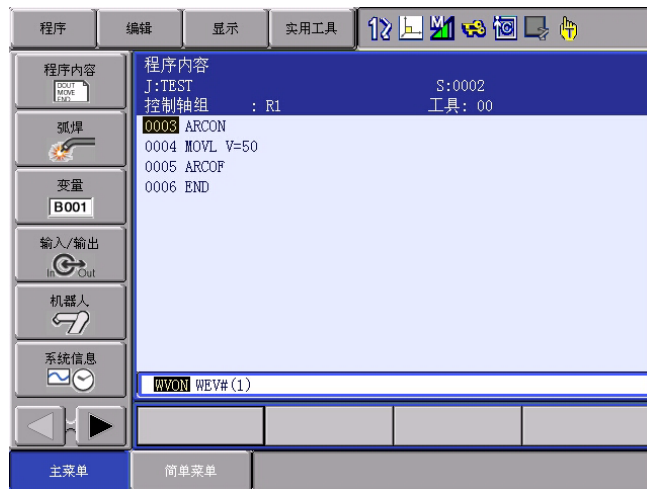 程序
编辑
显示
实用工具
程序内容
DOUT
MOVE
END
弧焊
变量
B001
输入/输出
In Out
机器人
系统信息
程序内容
J:TEST S:0002
控制轴组 : R1 工具: 00
0003 ARCON
0004 MOVL V=50
0005 ARCOF
0006 END
WVON WEV#(1)
主菜单
简单菜单